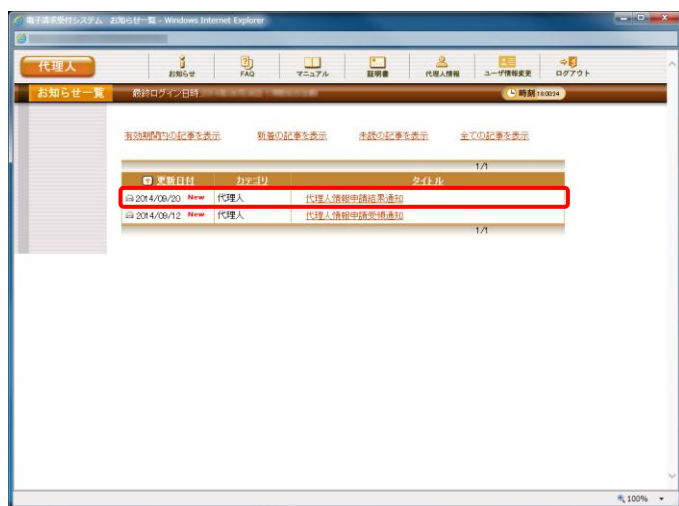 電子請求受付システム お知らせ一覧 - Windows Internet Explorer
代理人
お知らせ FAQ マニュアル 証明書 代理人情報 ユーザ情報変更 ログアウト
お知らせ一覧 最終ログイン日時 時刻 18:00:24
有効期間内の記事を表示 新着の記事を表示 未読の記事を表示 全ての記事を表示
1/1
更新日付 カテゴリ タイトル
2014/09/20 New 代理人 代理人情報申請結果通知
2014/09/12 New 代理人 代理人情報申請受領通知
1/1
100%